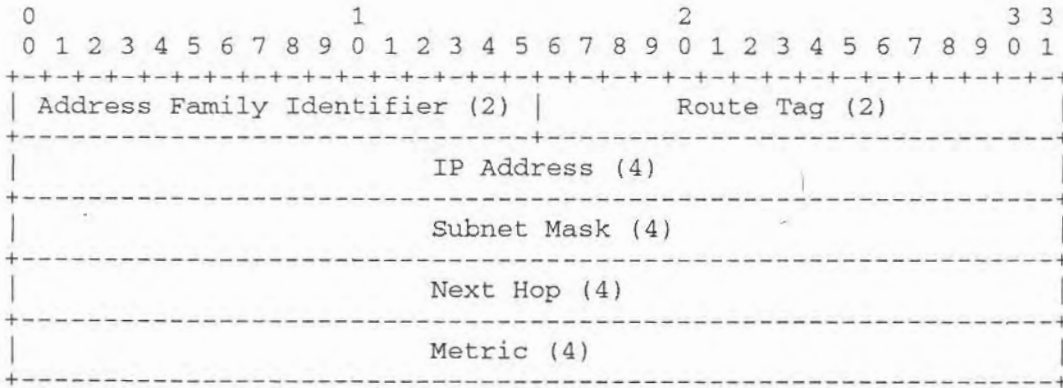 0 1 2 3 3
0 1 2 3 4 5 6 7 8 9 0 1 2 3 4 5 6 7 8 9 0 1 2 3 4 5 6 7 8 9 0 1
+-+-+-+-+-+-+-+-+-+-+-+-+-+-+-+-+-+-+-+-+-+-+-+-+-+-+-+-+-+-+-+-+
| Address Family Identifier (2) | Route Tag (2) |
+-------------------------------+-------------------------------+
| IP Address (4) |
+---------------------------------------------------------------+
| Subnet Mask (4) |
+---------------------------------------------------------------+
| Next Hop (4) |
+---------------------------------------------------------------+
| Metric (4) |
+---------------------------------------------------------------+